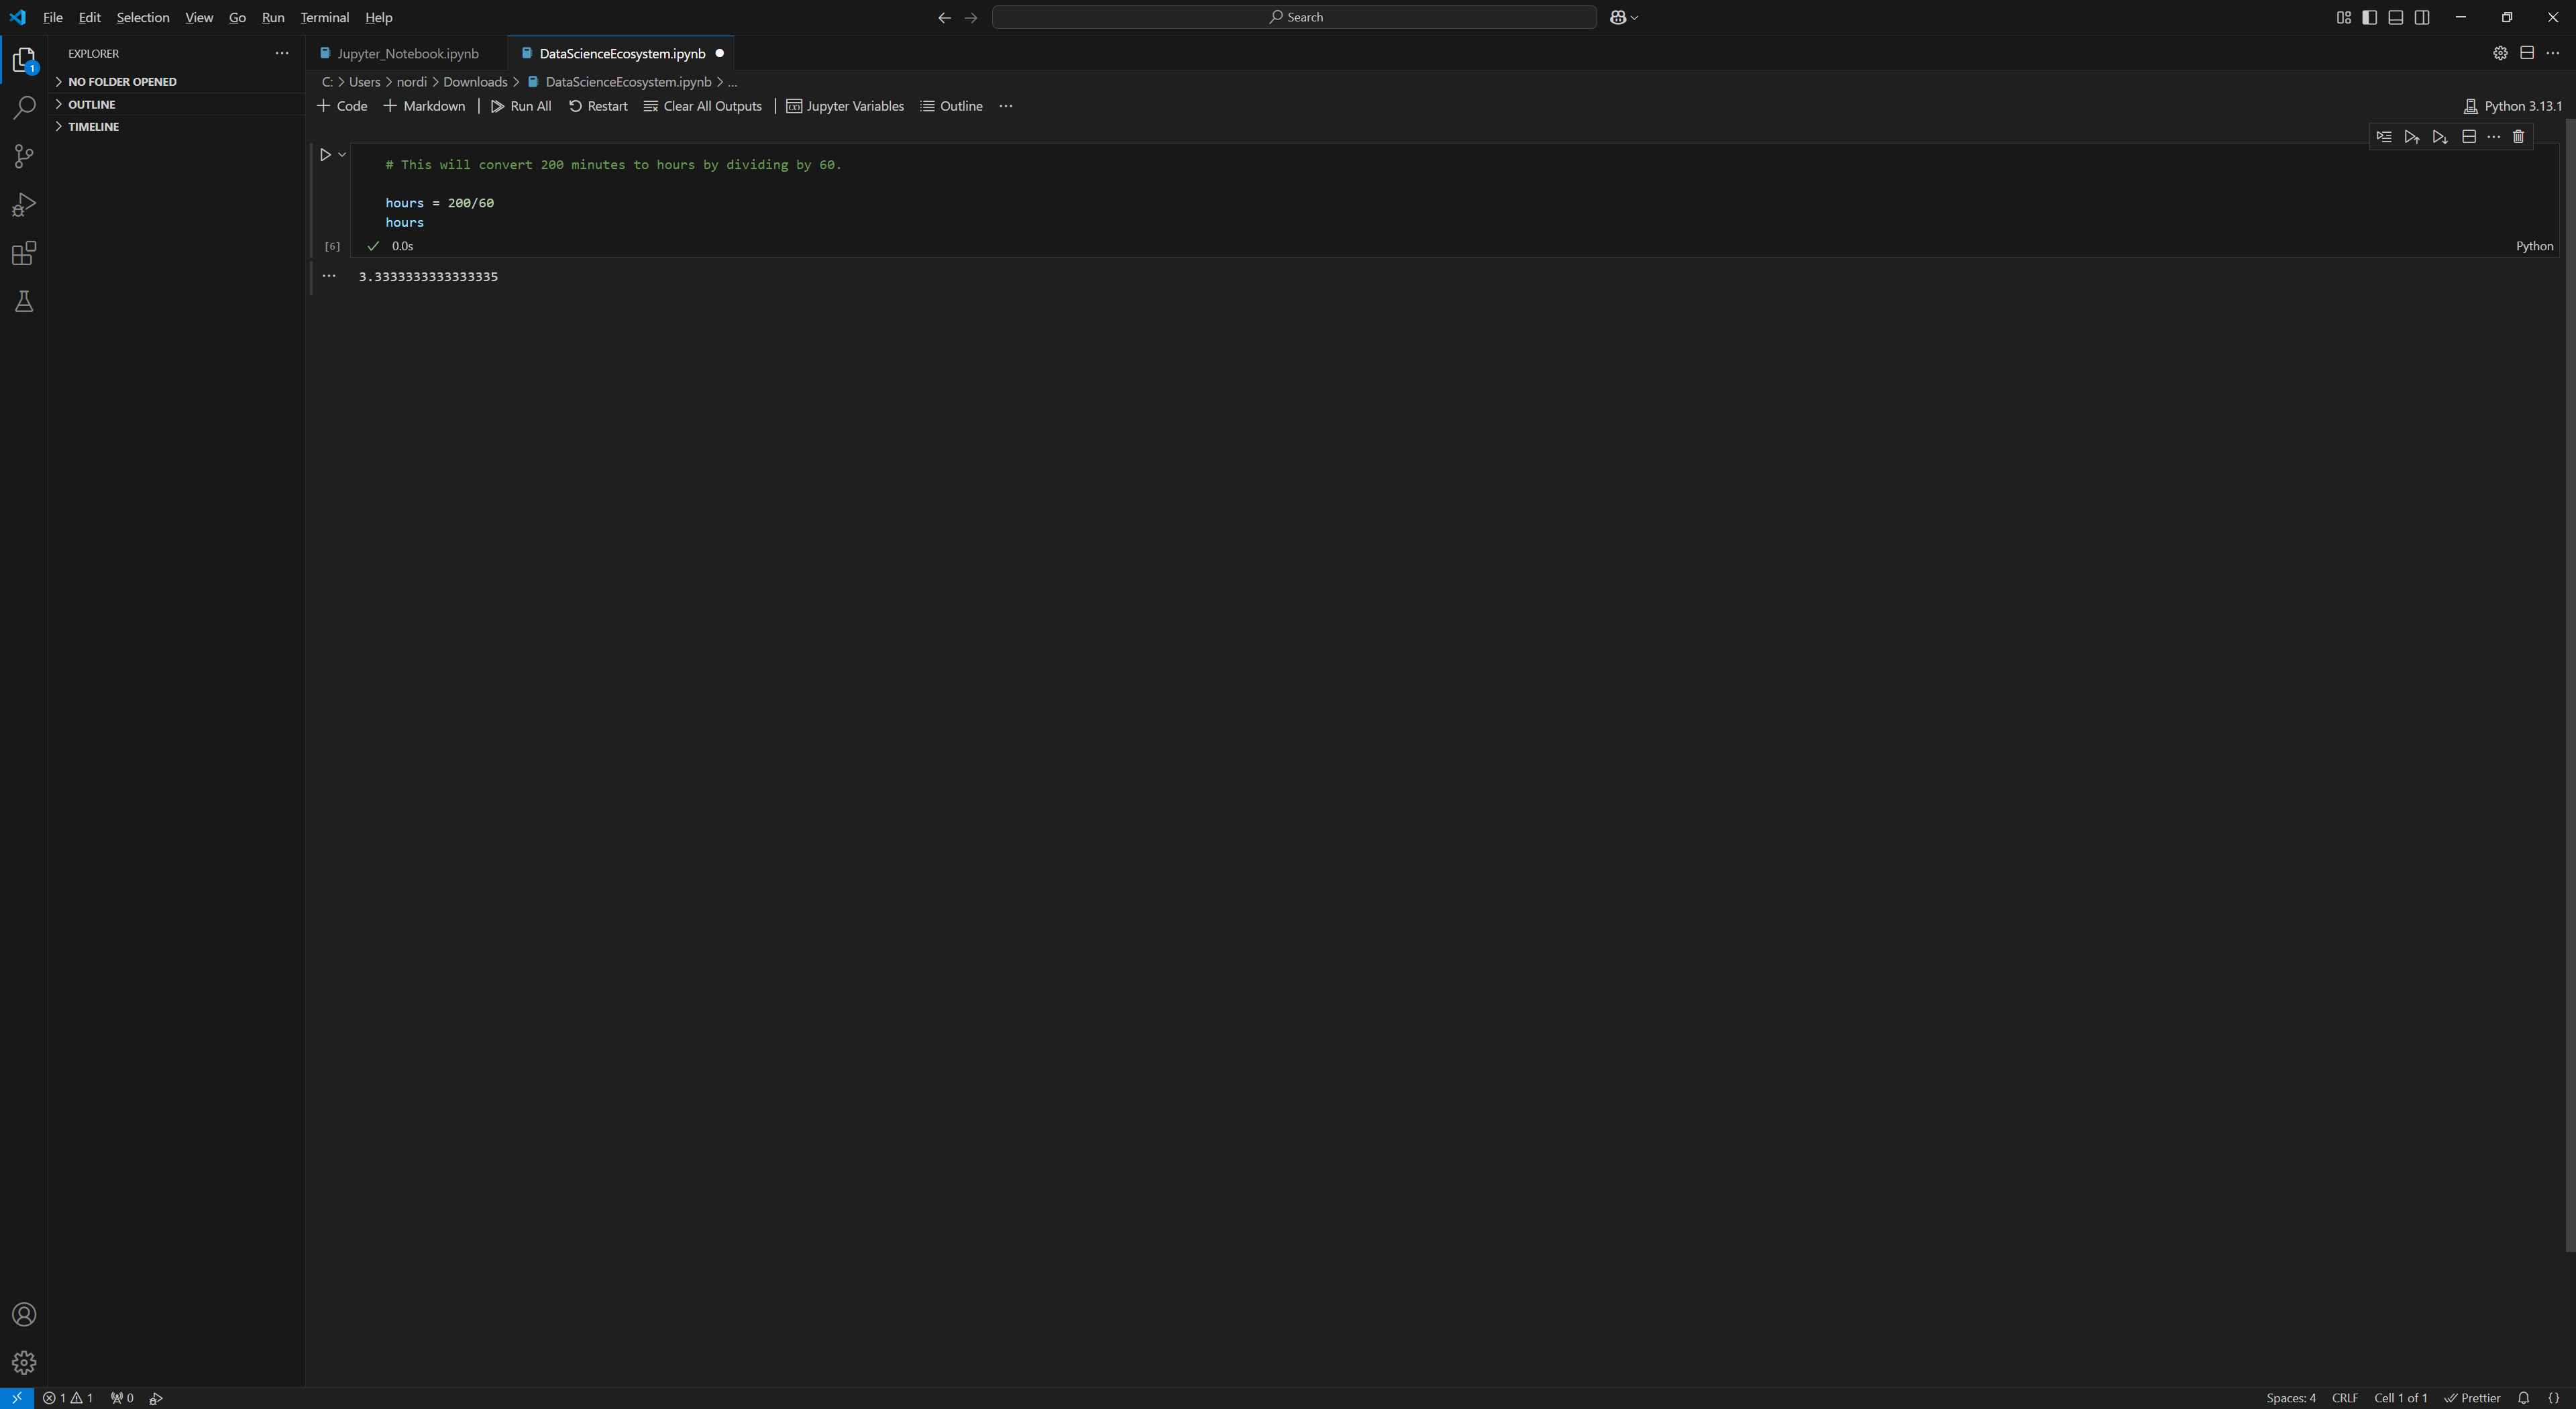 File Edit Selection View Go Run Terminal Help
Search
EXPLORER
NO FOLDER OPENED
OUTLINE
TIMELINE
1
Jupyter_Notebook.ipynb
DataScienceEcosystem.ipynb
C: > Users > nordi > Downloads > DataScienceEcosystem.ipynb > ...
+ Code + Markdown Run All Restart Clear All Outputs Jupyter Variables Outline ...
Python 3.13.1
# This will convert 200 minutes to hours by dividing by 60.
hours = 200/60
hours
[6] 0.0s
Python
3.3333333333333335
1 1 0
Spaces: 4 CRLF Cell 1 of 1 Prettier {}